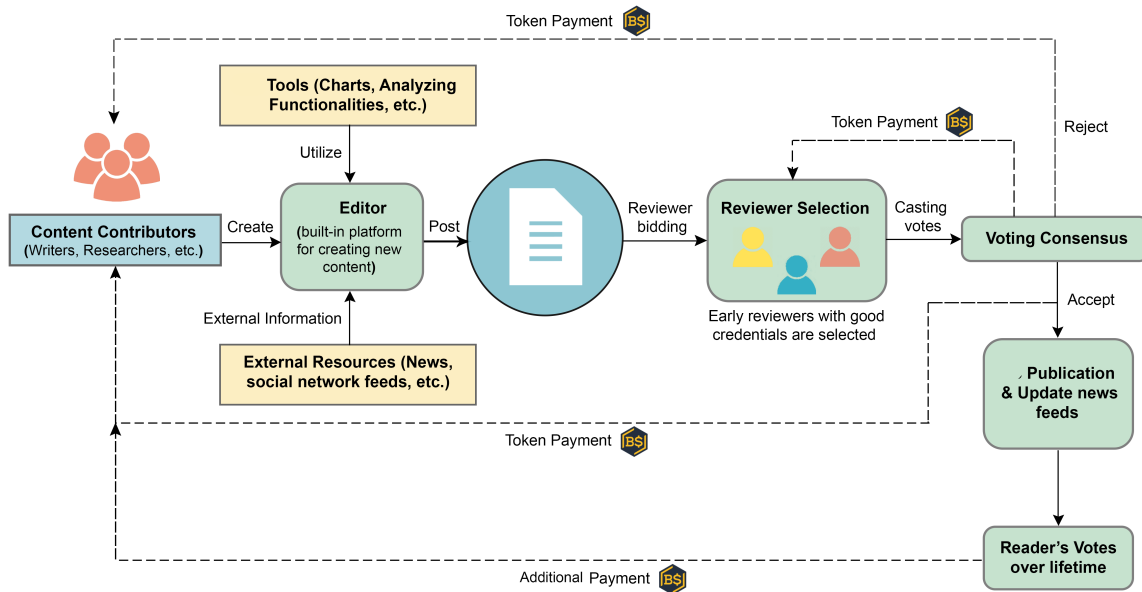 Token Payment B$
Tools (Charts, Analyzing
Functionalities, etc.)
Token Payment B$
Reject
Utilize
Content Contributors
(Writers, Researchers, etc.)
Create
Editor
(built-in platform
for creating new
content)
Post
Reviewer
bidding
Reviewer Selection
Casting
votes
Voting Consensus
External Information
Early reviewers with good
credentials are selected
Accept
External Resources (News,
social network feeds, etc.)
Publication
& Update news
feeds
Token Payment B$
Reader's Votes
over lifetime
Additional Payment B$